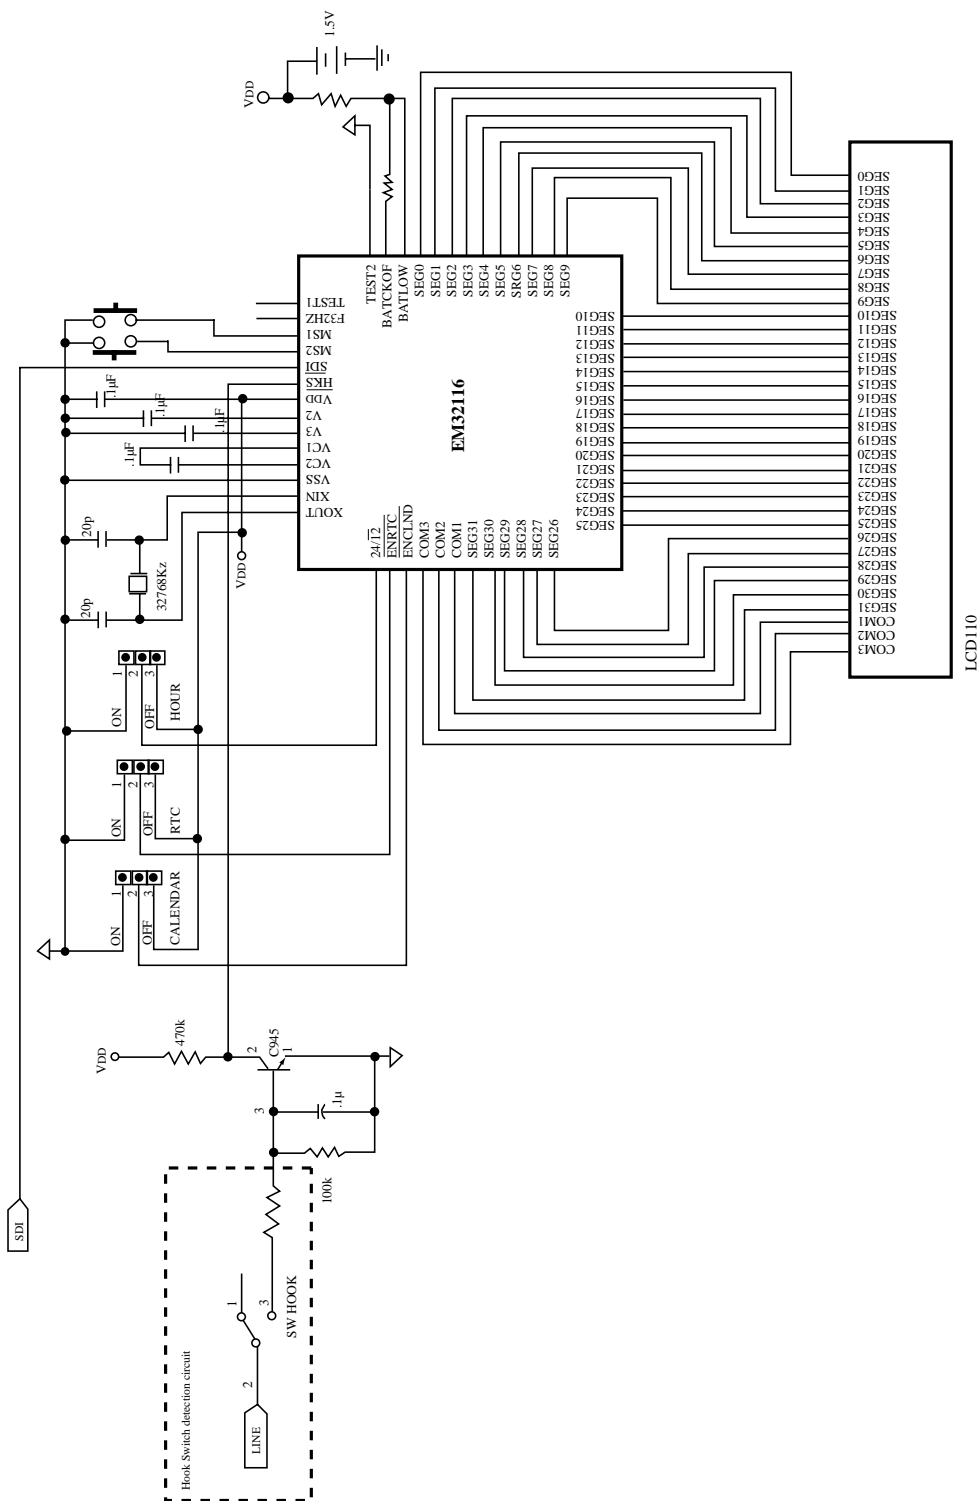 1.5V
VDD
TEST2
BATCKOF
BATLOW
SEG0
SEG1
SEG2
SEG3
SEG4
SEG5
SRG6
SEG7
SEG8
SEG9
SEG0
SEG1
SEG2
SEG3
SEG4
SEG5
SEG6
SEG7
SEG8
SEG9
SEG10
SEG11
SEG12
SEG13
SEG14
SEG15
SEG16
SEG17
SEG18
SEG19
SEG20
SEG21
SEG22
SEG23
SEG24
SEG25
SEG26
SEG27
SEG28
SEG29
SEG30
SEG31
COM1
COM2
COM3
LCD110
TEST1
F32HZ
MS1
MS2
SDI
HKS
VDD
V2
V3
VC1
VC2
VSS
XIN
XOUT
.1µF
.1µF
.1µF
.1µF
EM32116
SEG10
SEG11
SEG12
SEG13
SEG14
SEG15
SEG16
SEG17
SEG18
SEG19
SEG20
SEG21
SEG22
SEG23
SEG24
SEG25
24/12
ENRTC
ENCLND
COM3
COM2
COM1
SEG31
SEG30
SEG29
SEG28
SEG27
SEG26
20p
32768Kz
20p
VDD
1
2
3
ON
OFF
HOUR
1
2
3
ON
OFF
RTC
1
2
3
ON
OFF
CALENDAR
VDD
470k
2
C945
1
3
.1µ
100k
SDI
1
3
SW HOOK
2
LINE
Hook Switch detection circuit